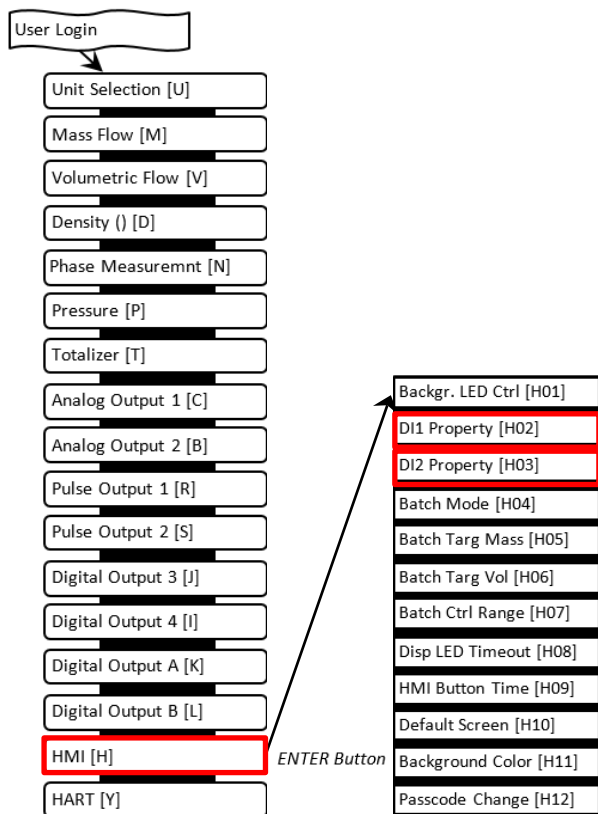 User Login
Unit Selection [U]
Mass Flow [M]
Volumetric Flow [V]
Density () [D]
Phase Measuremnt [N]
Pressure [P]
Totalizer [T]
Analog Output 1 [C]
Analog Output 2 [B]
Pulse Output 1 [R]
Pulse Output 2 [S]
Digital Output 3 [J]
Digital Output 4 [I]
Digital Output A [K]
Digital Output B [L]
HMI [H]
HART [Y]
ENTER Button
Backgr. LED Ctrl [H01]
DI1 Property [H02]
DI2 Property [H03]
Batch Mode [H04]
Batch Targ Mass [H05]
Batch Targ Vol [H06]
Batch Ctrl Range [H07]
Disp LED Timeout [H08]
HMI Button Time [H09]
Default Screen [H10]
Background Color [H11]
Passcode Change [H12]